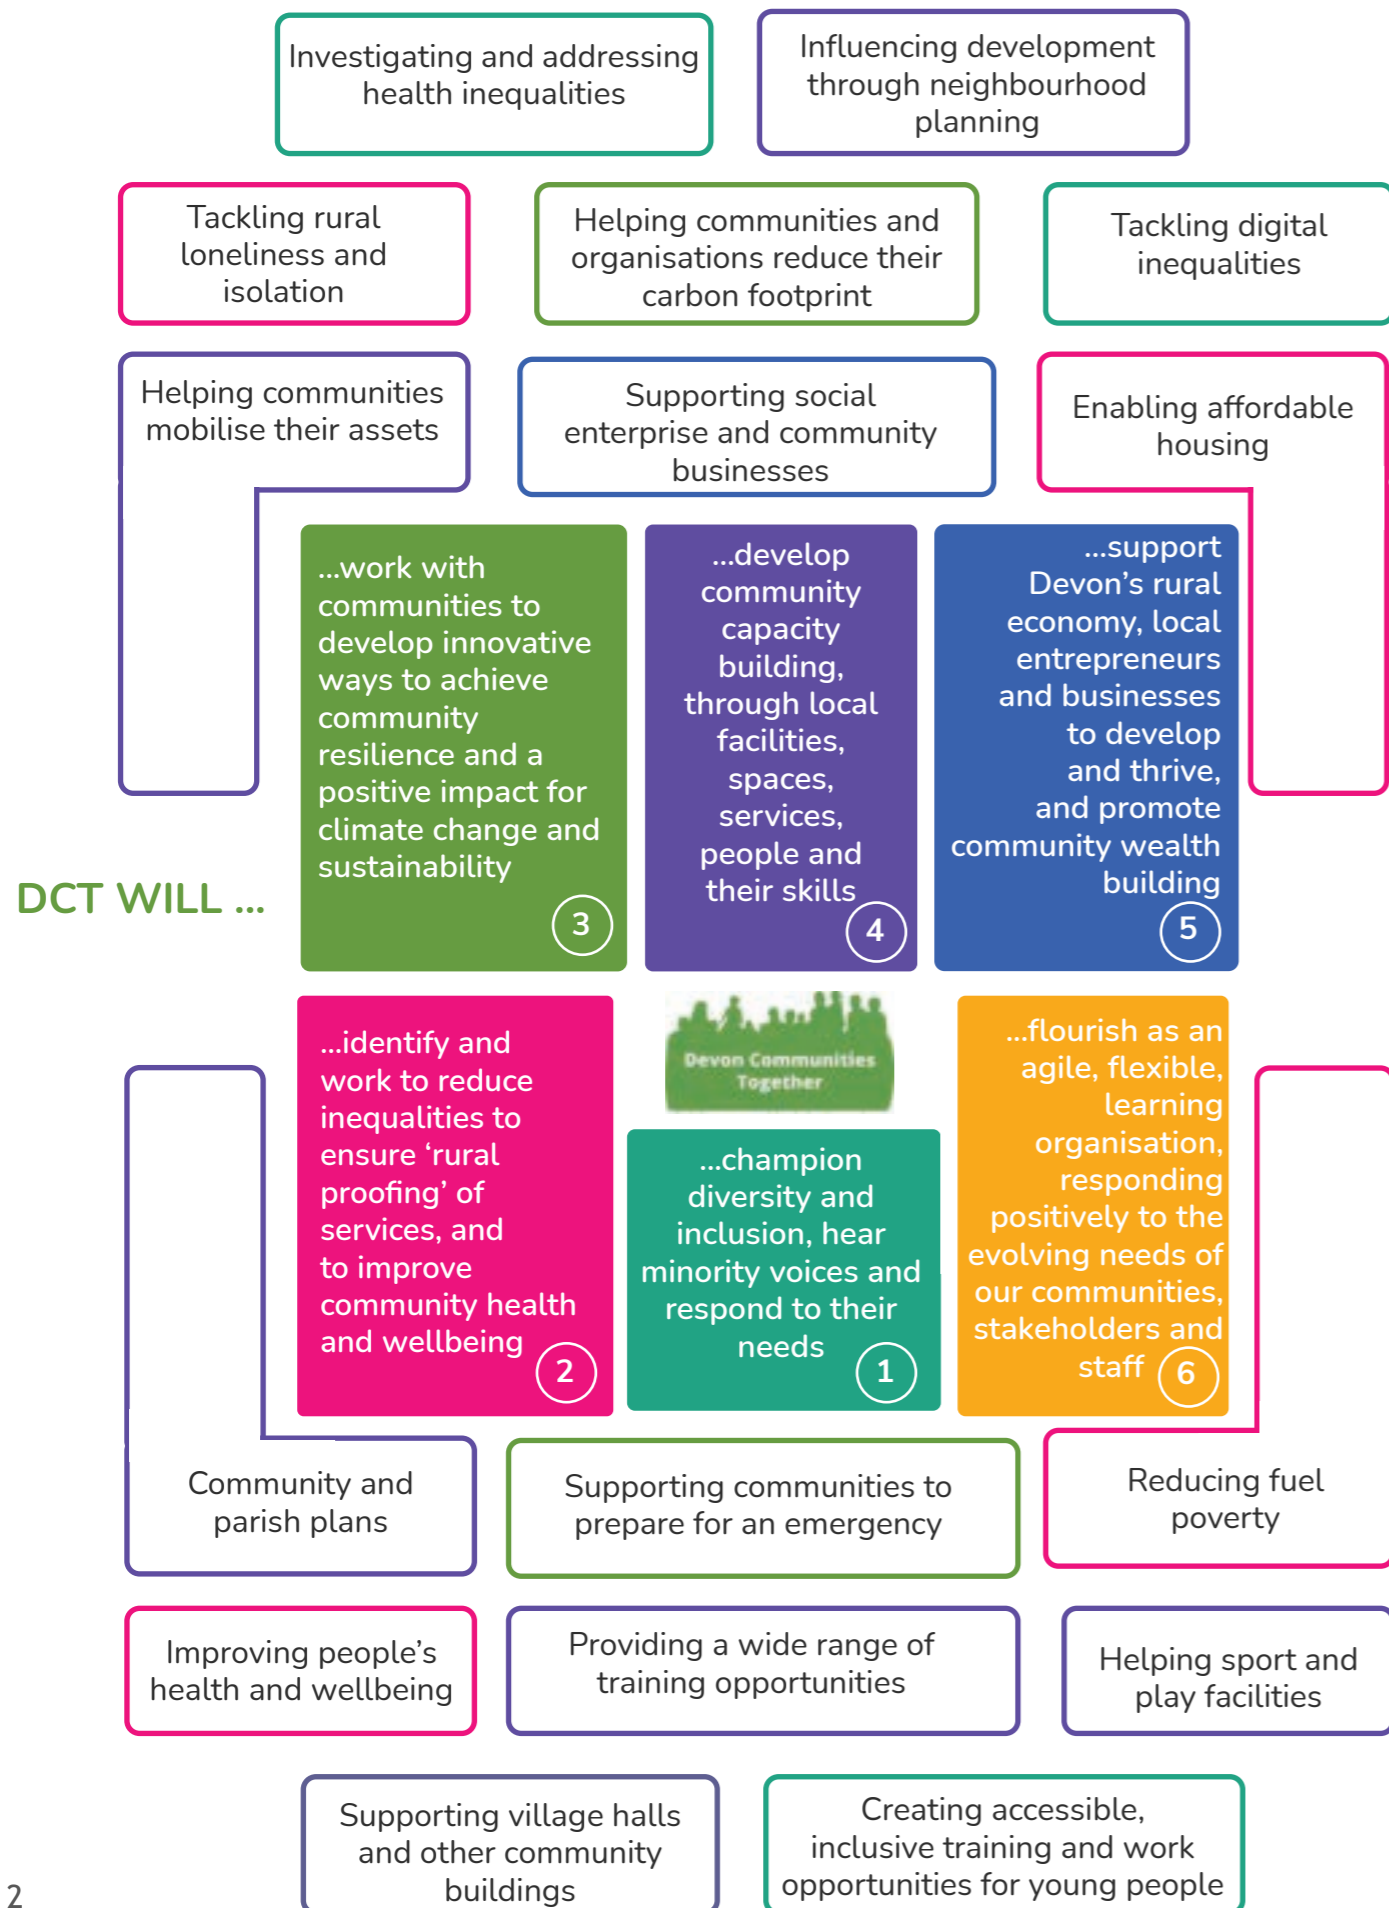 Investigating and addressing
health inequalities
Influencing development
through neighbourhood
planning
Tackling rural
loneliness and
isolation
Helping communities and
organisations reduce their
carbon footprint
Tackling digital
inequalities
Helping communities
mobilise their assets
Supporting social
enterprise and community
businesses
Enabling affordable
housing
DCT WILL ...
...work with
communities to
develop innovative
ways to achieve
community
resilience and a
positive impact for
climate change and
sustainability
3
...develop
community
capacity
building,
through local
facilities,
spaces,
services,
people and
their skills
4
...support
Devon’s rural
economy, local
entrepreneurs
and businesses
to develop
and thrive,
and promote
community wealth
building
5
...identify and
work to reduce
inequalities to
ensure ‘rural
proofing’ of
services, and
to improve
community health
and wellbeing
2
Devon Communities
Together
...champion
diversity and
inclusion, hear
minority voices and
respond to their
needs
1
...flourish as an
agile, flexible,
learning
organisation,
responding
positively to the
evolving needs of
our communities,
stakeholders and
staff
6
Community and
parish plans
Supporting communities to
prepare for an emergency
Reducing fuel
poverty
Improving people’s
health and wellbeing
Providing a wide range of
training opportunities
Helping sport and
play facilities
Supporting village halls
and other community
buildings
Creating accessible,
inclusive training and work
opportunities for young people
2